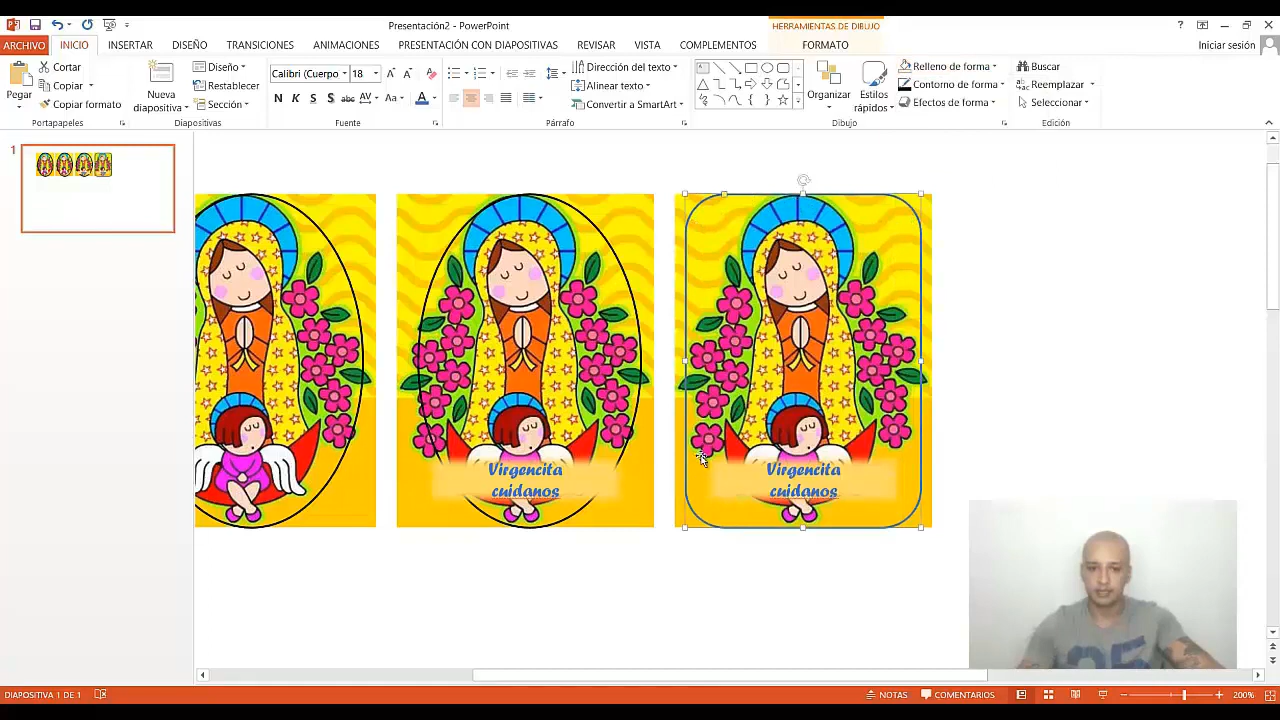 Presentación2 - PowerPoint
HERRAMIENTAS DE DIBUJO
ARCHIVO INICIO INSERTAR DISEÑO TRANSICIONES ANIMACIONES PRESENTACIÓN CON DIAPOSITIVAS REVISAR VISTA COMPLEMENTOS FORMATO Iniciar sesión
Pegar
Cortar
Copiar
Copiar formato
Portapapeles
Nueva
diapositiva
Diseño
Restablecer
Sección
Diapositivas
Calibri (Cuerpo 18
N K S S abc AV Aa A
Fuente
Dirección del texto
Alinear texto
Convertir a SmartArt
Párrafo
Organizar
Estilos
rápidos
Relleno de forma
Contorno de forma
Efectos de forma
Dibujo
Buscar
Reemplazar
Seleccionar
Edición
1
Virgencita
cuidanos
Virgencita
cuidanos
DIAPOSITIVA 1 DE 1
NOTAS COMENTARIOS 200%